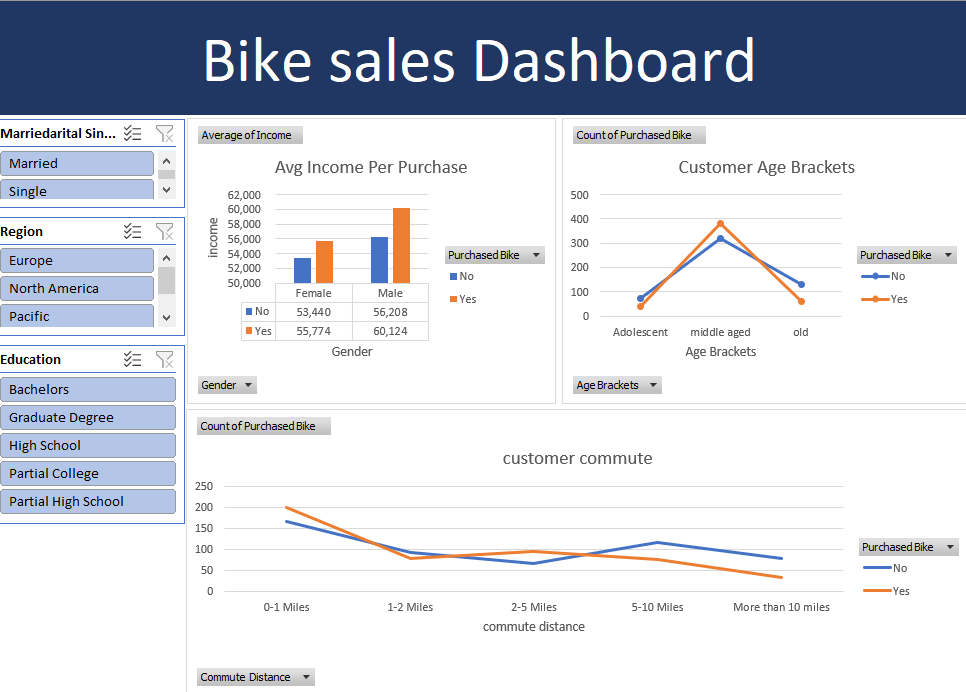 Bike sales Dashboard
Marriedarital Sin...
Married
Single
Region
Europe
North America
Pacific
Education
Bachelors
Graduate Degree
High School
Partial College
Partial High School
Average of Income
Avg Income Per Purchase
62,000
60,000
58,000
56,000
54,000
52,000
50,000
income
Female Male
No 53,440 56,208
Yes 55,774 60,124
Gender
Purchased Bike
No
Yes
Gender
Count of Purchased Bike
Customer Age Brackets
500
400
300
200
100
0
Adolescent middle aged old
Age Brackets
Purchased Bike
No
Yes
Age Brackets
Count of Purchased Bike
customer commute
250
200
150
100
50
0
0-1 Miles 1-2 Miles 2-5 Miles 5-10 Miles More than 10 miles
commute distance
Purchased Bike
No
Yes
Commute Distance